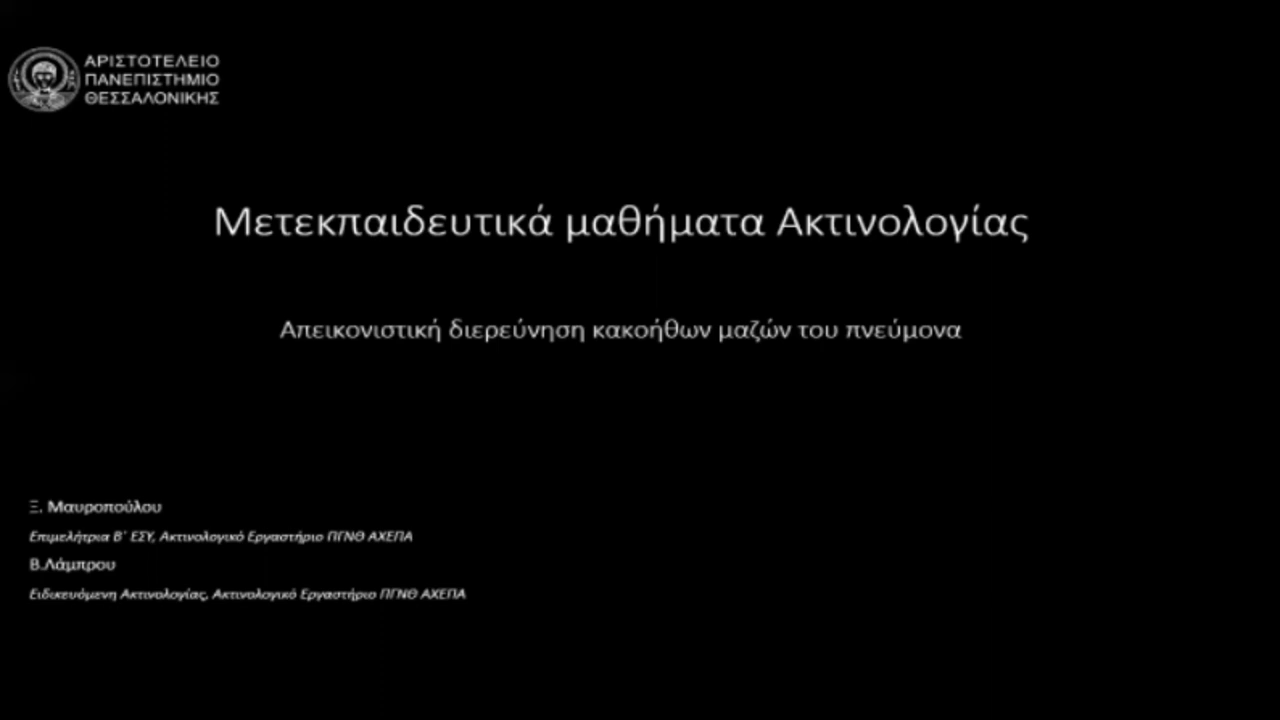 ΑΡΙΣΤΟΤΕΛΕΙΟ
ΠΑΝΕΠΙΣΤΗΜΙΟ
ΘΕΣΣΑΛΟΝΙΚΗΣ
Μετεκπαιδευτικά μαθήματα Ακτινολογίας
Απεικονιστική διερεύνηση κακοήθων μαζών του πνεύμονα
Ξ. Μαυροπούλου
Επιμελήτρια Β΄ ΕΣΥ, Ακτινολογικό Εργαστήριο ΠΓΝΘ ΑΧΕΠΑ
Β.Λάμπρου
Ειδικευόμενη Ακτινολογίας, Ακτινολογικό Εργαστήριο ΠΓΝΘ ΑΧΕΠΑ